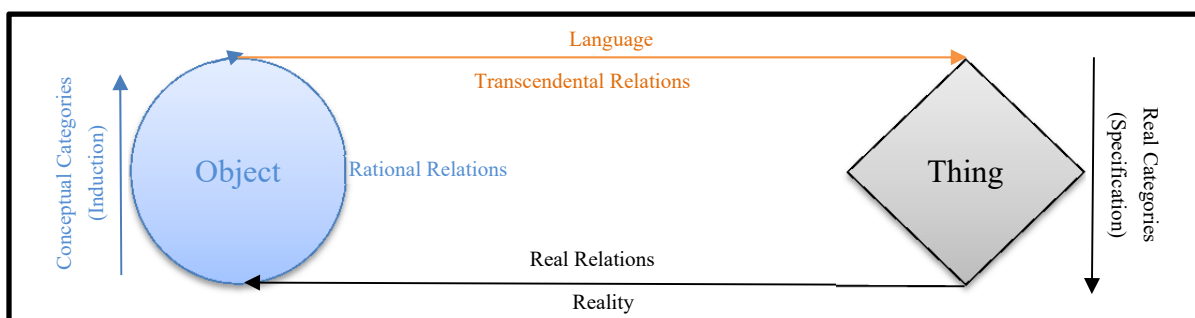 Language
Transcendental Relations
Conceptual Categories
(Induction)
Object
Rational Relations
Thing
Real Categories
(Specification)
Real Relations
Reality